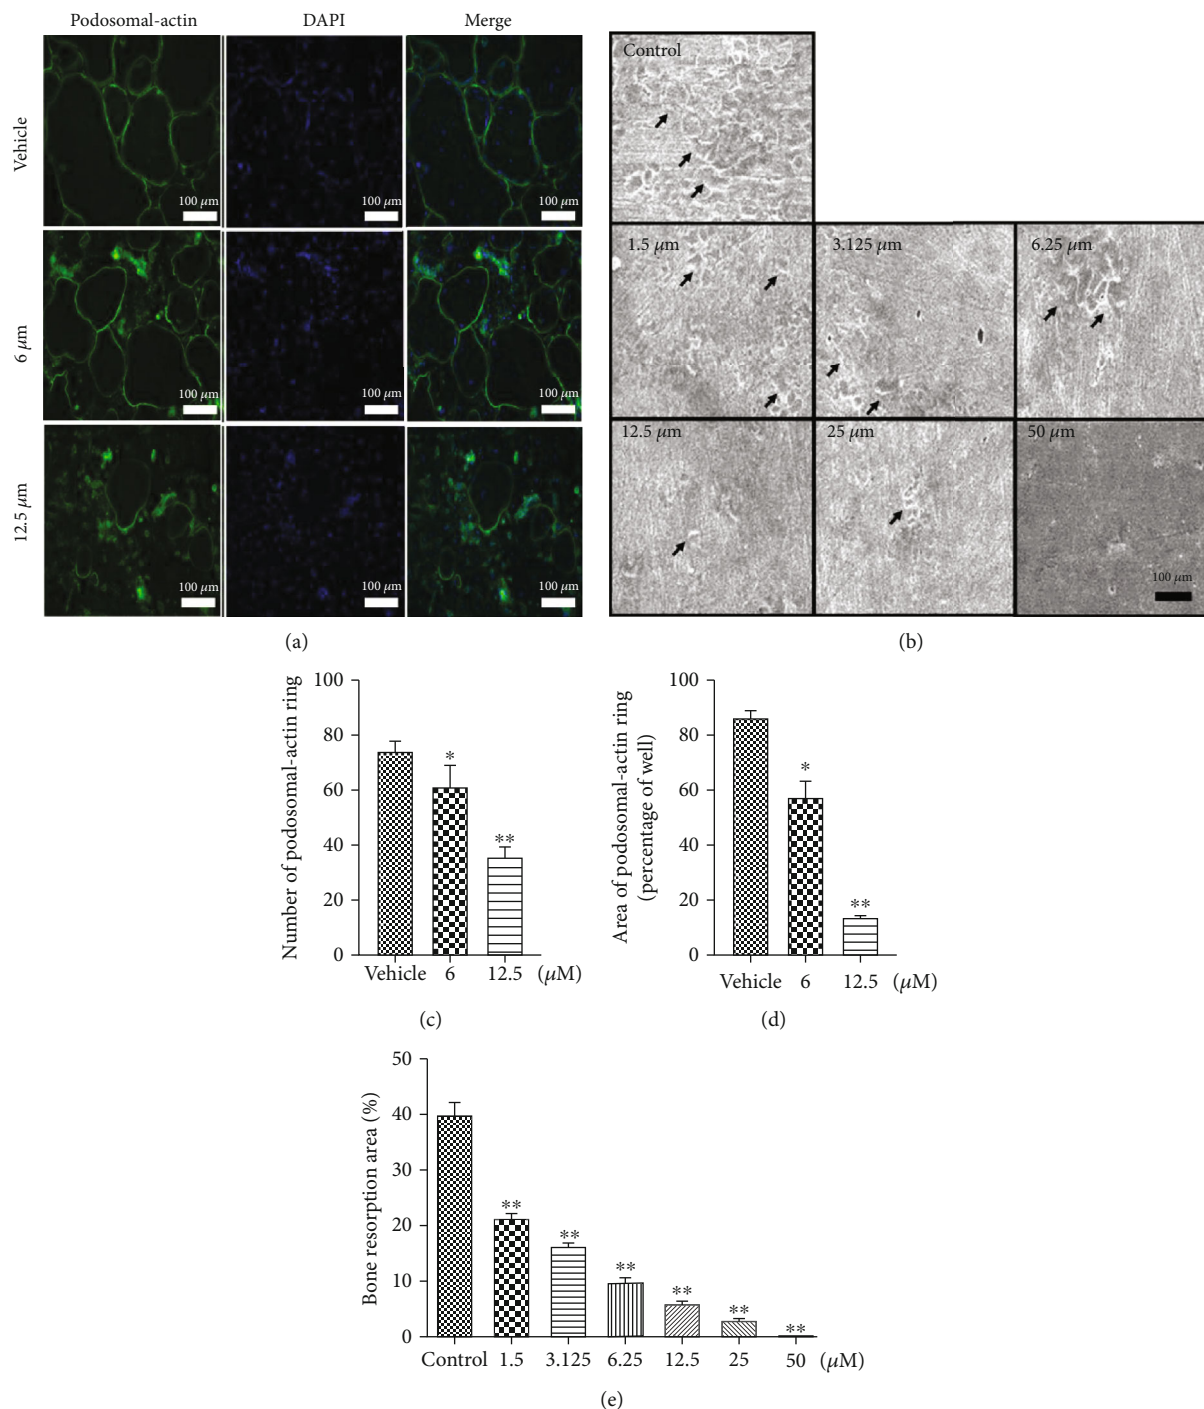 Podosomal-actin DAPI Merge
Vehicle
100 μm 100 μm 100 μm
6 μm
100 μm 100 μm 100 μm
12.5 μm
100 μm 100 μm 100 μm
(a)
Control
1.5 μm 3.125 μm 6.25 μm
12.5 μm 25 μm 50 μm
100 μm
(b)
Number of podosomal-actin ring
100
80
60
40
20
0
*
**
Vehicle 6 12.5 (μM)
(c)
Area of podosomal-actin ring
(percentage of well)
100
80
60
40
20
0
*
**
Vehicle 6 12.5 (μM)
(d)
Bone resorption area (%)
50
40
30
20
10
0
**
**
**
**
**
**
Control 1.5 3.125 6.25 12.5 25 50 (μM)
(e)